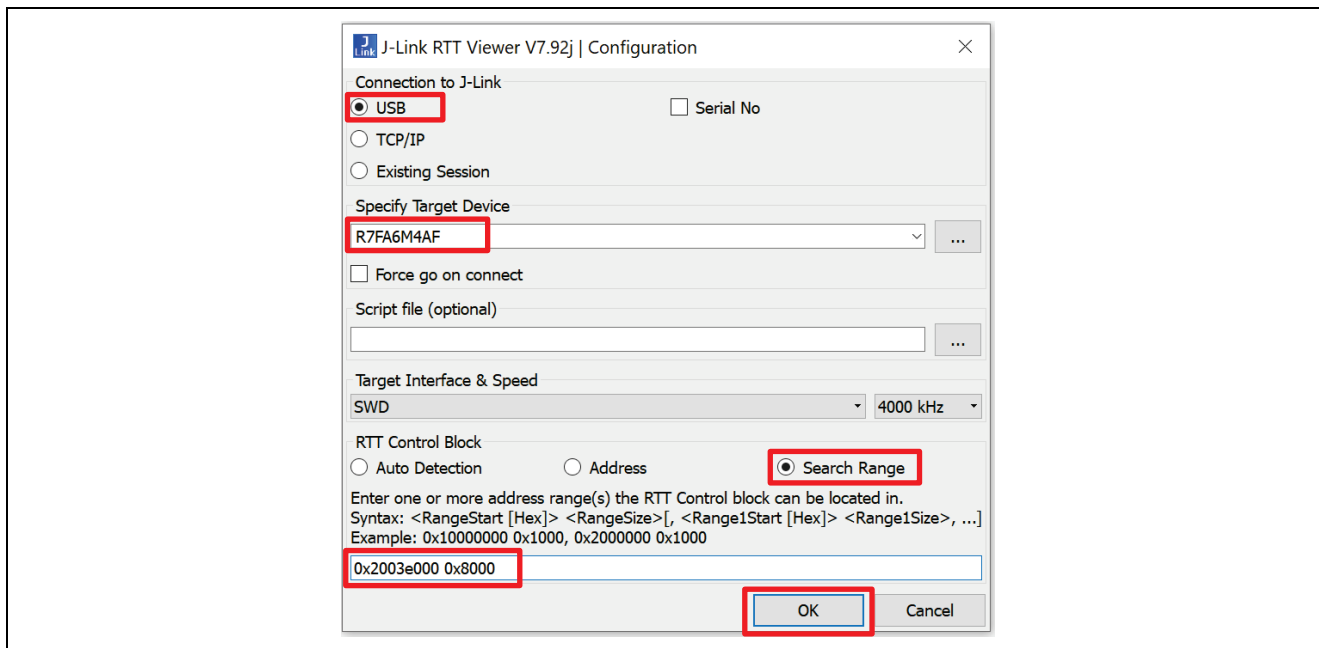 J Link J-Link RTT Viewer V7.92j | Configuration
Connection to J-Link
USB Serial No
TCP/IP
Existing Session
Specify Target Device
R7FA6M4AF ...
Force go on connect
Script file (optional)
...
Target Interface & Speed
SWD 4000 kHz
RTT Control Block
Auto Detection Address Search Range
Enter one or more address range(s) the RTT Control block can be located in.
Syntax: <RangeStart [Hex]> <RangeSize>[, <Range1Start [Hex]> <Range1Size>, ...]
Example: 0x10000000 0x1000, 0x2000000 0x1000
0x2003e000 0x8000
OK Cancel